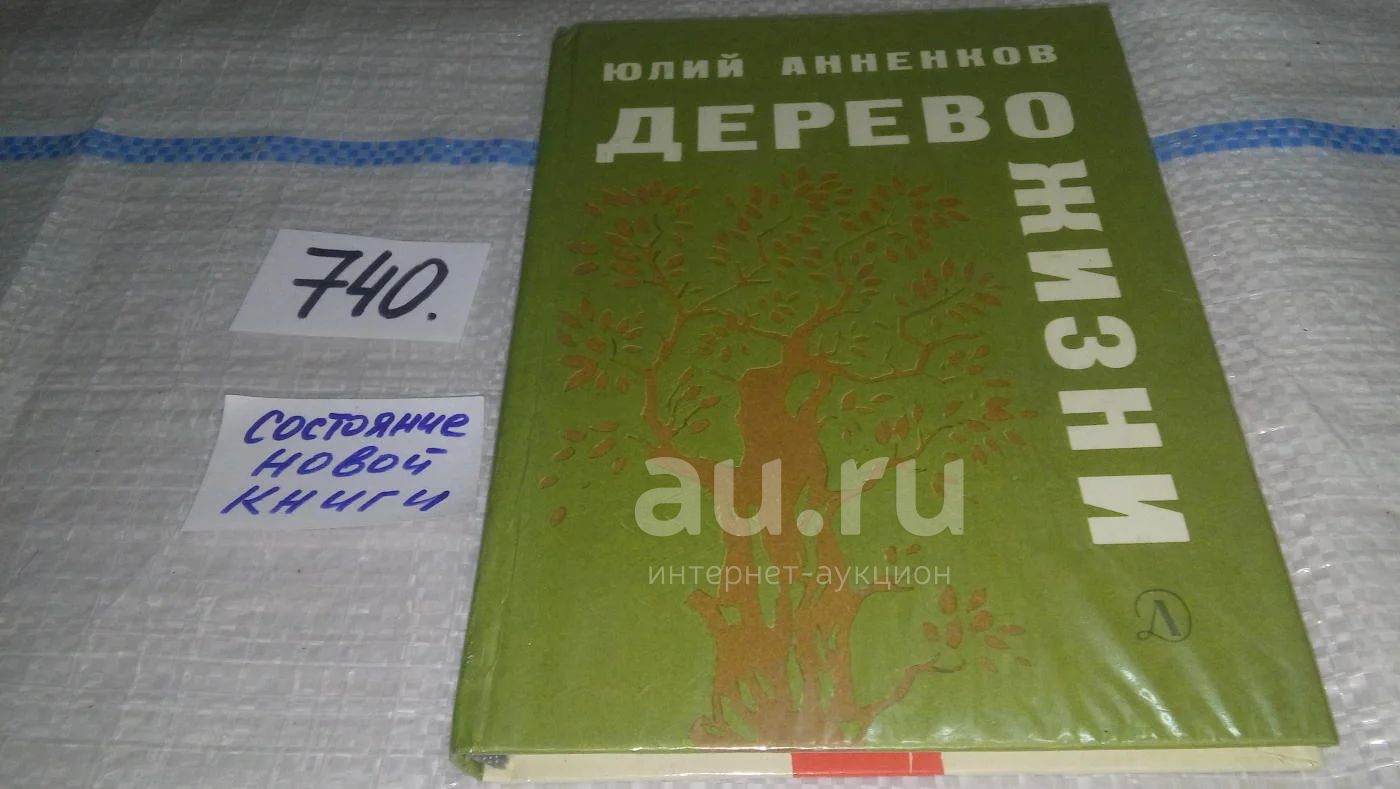 ЮЛИЙ АННЕНКОВ
ДЕРЕВО
ЖИЗНИ
740.
СОСТОЯНИЕ
НОВОЙ
КНИГИ
au.ru
интернет-аукцион
Д